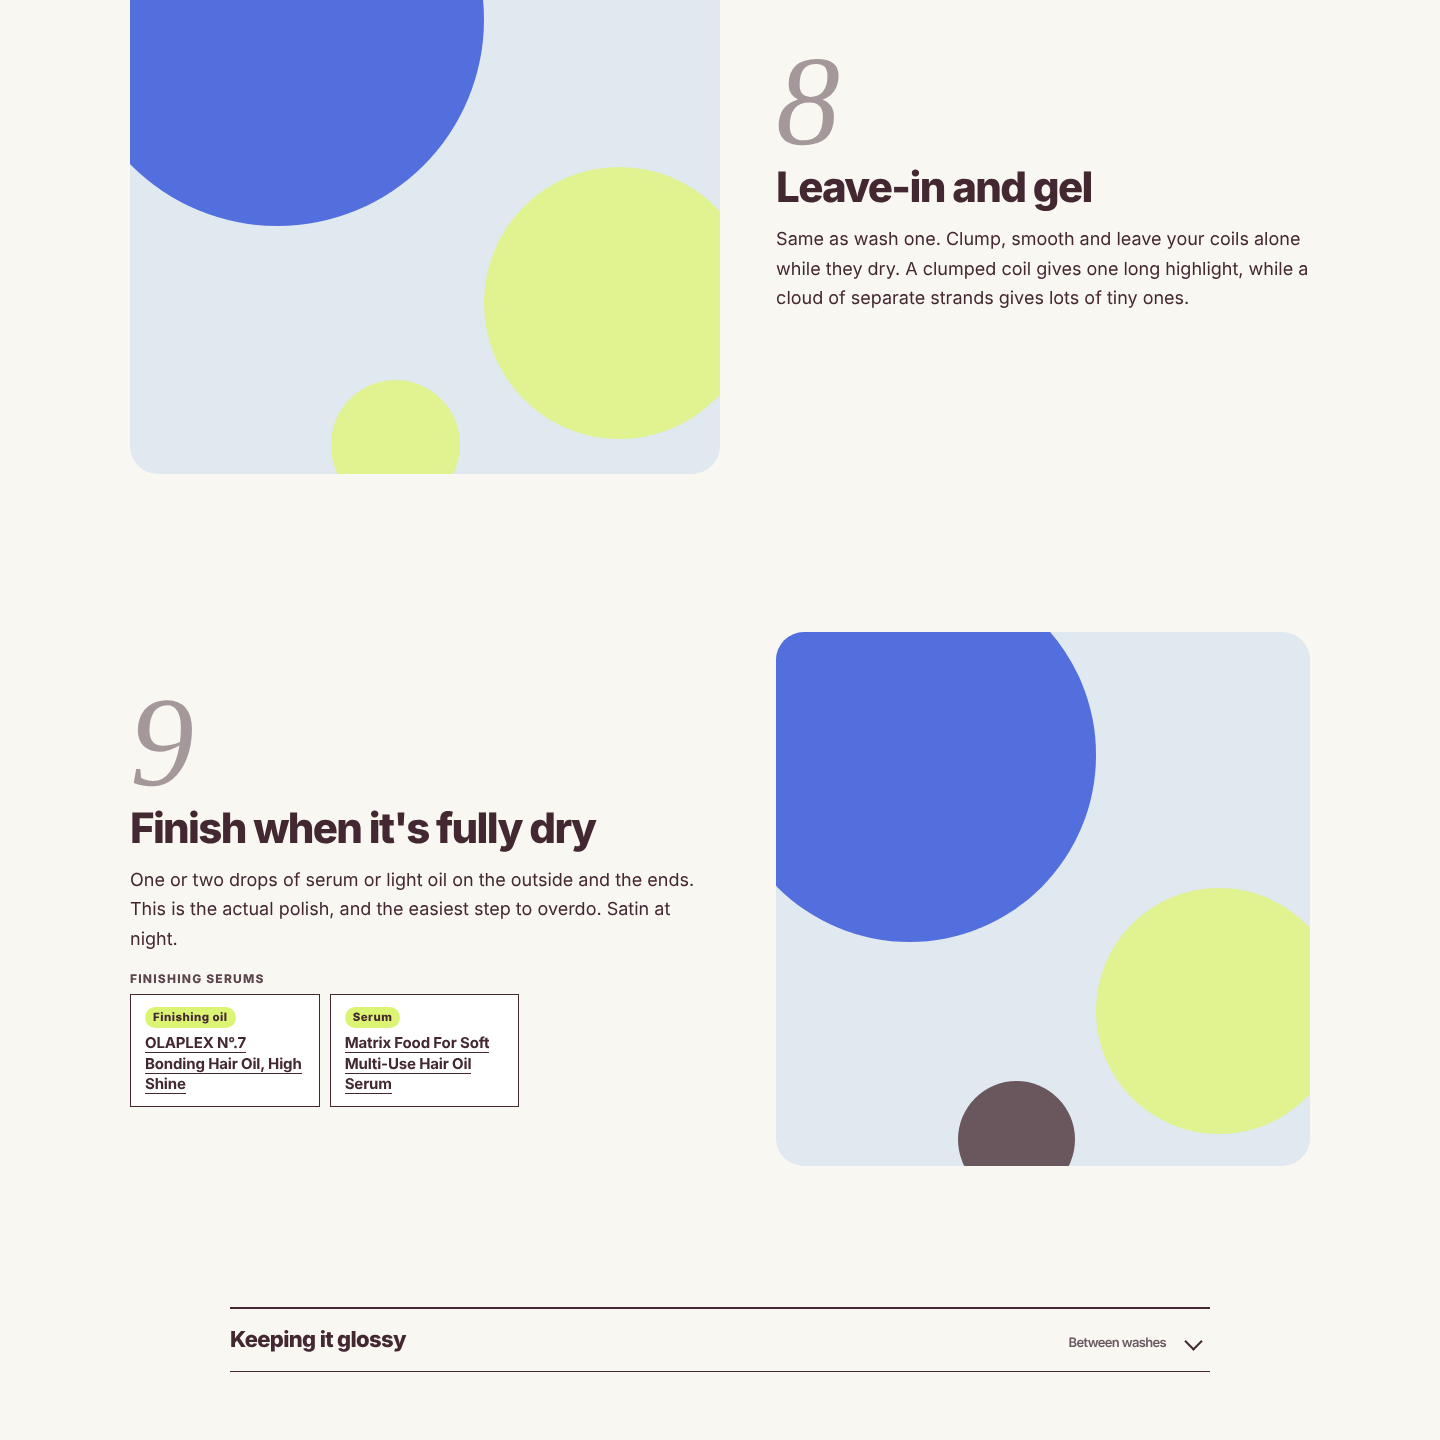 8
Leave-in and gel
Same as wash one. Clump, smooth and leave your coils alone
while they dry. A clumped coil gives one long highlight, while a
cloud of separate strands gives lots of tiny ones.
9
Finish when it's fully dry
One or two drops of serum or light oil on the outside and the ends.
This is the actual polish, and the easiest step to overdo. Satin at
night.
FINISHING SERUMS
Finishing oil
OLAPLEX Nº.7
Bonding Hair Oil, High
Shine
Serum
Matrix Food For Soft
Multi-Use Hair Oil
Serum
Keeping it glossy
Between washes